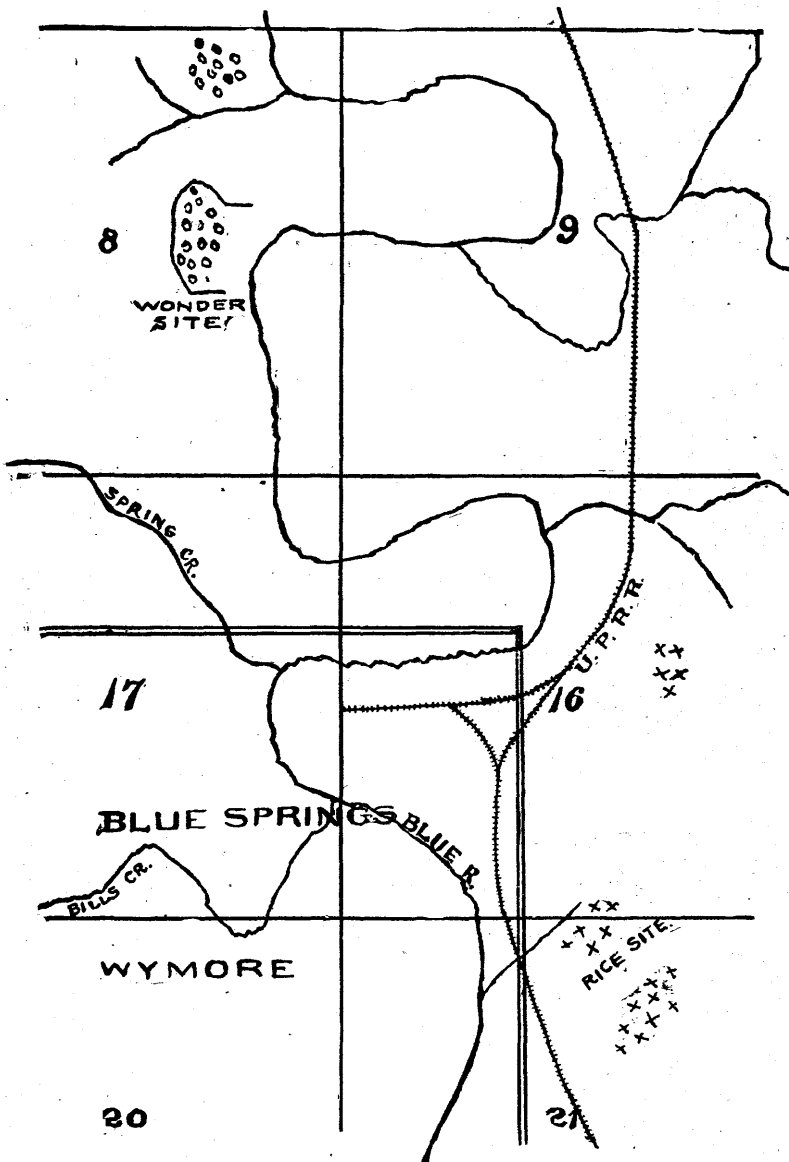 8
9
WONDER
SITE
SPRING CR.
U. P. R. R.
17
16
BLUE SPRINGS
BLUE R.
BILLS CR.
RICE SITE
WYMORE
20
21